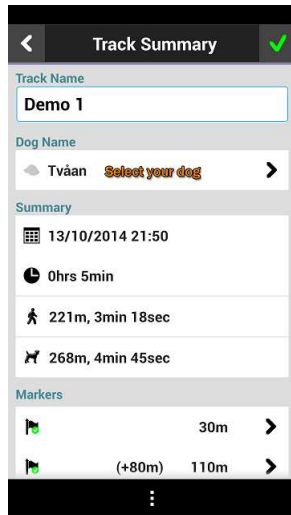 Track Summary
Track Name
Demo 1
Dog Name
Tvåan Select your dog
Summary
13/10/2014 21:50
0hrs 5min
221m, 3min 18sec
268m, 4min 45sec
Markers
30m
(+80m) 110m